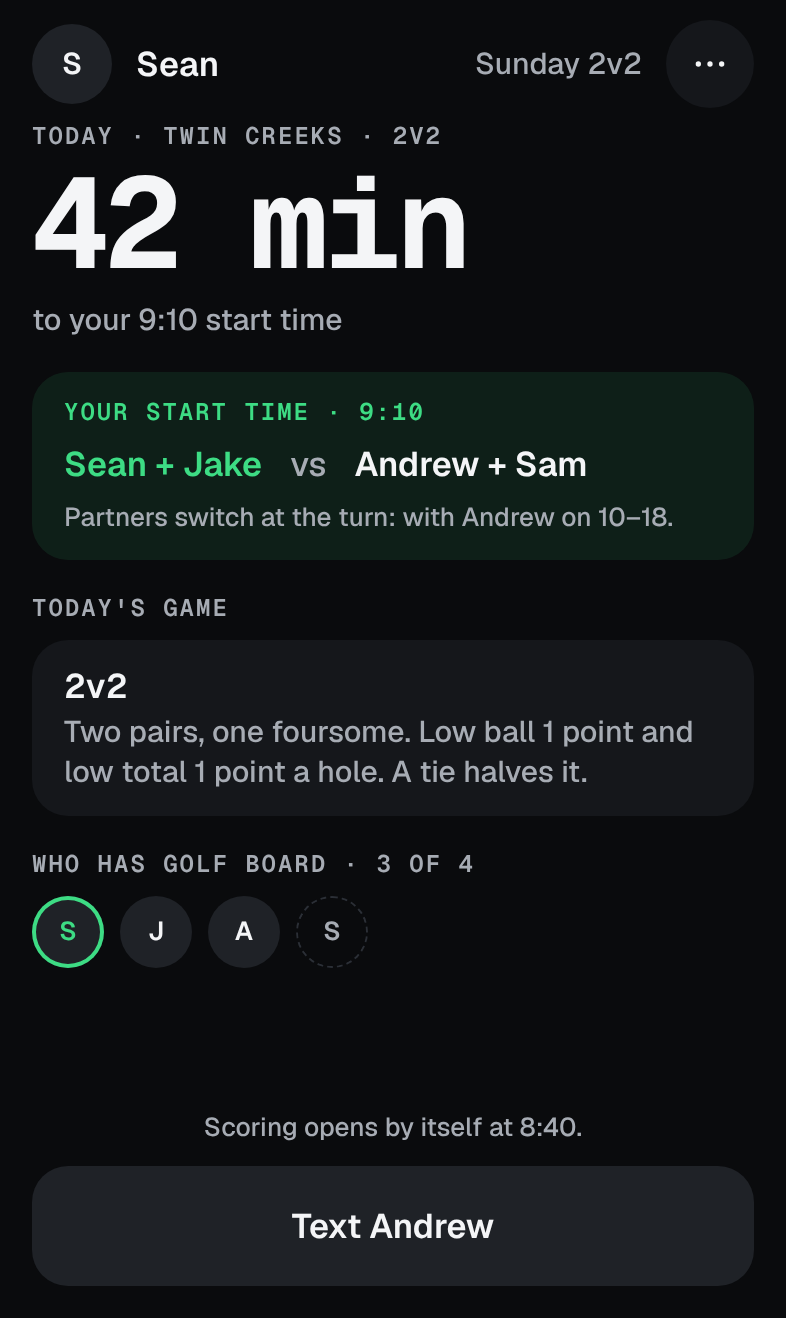 S Sean Sunday 2v2 ...
TODAY · TWIN CREEKS · 2V2
42 min
to your 9:10 start time
YOUR START TIME · 9:10
Sean + Jake vs Andrew + Sam
Partners switch at the turn: with Andrew on 10–18.
TODAY'S GAME
2v2
Two pairs, one foursome. Low ball 1 point and
low total 1 point a hole. A tie halves it.
WHO HAS GOLF BOARD · 3 OF 4
S J A S
Scoring opens by itself at 8:40.
Text Andrew